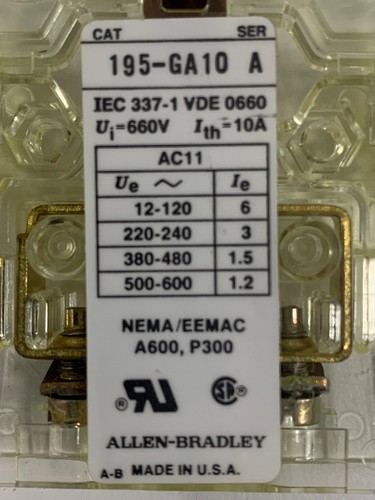 CAT SER
195-GA10 A
IEC 337-1 VDE 0660
Ui=660V Ith=10A
AC11
Ue ~ Ie
12-120 6
220-240 3
380-480 1.5
500-600 1.2
NEMA/EEMAC
A600, P300
® RU SA ®
ALLEN-BRADLEY
A-B MADE IN U.S.A.